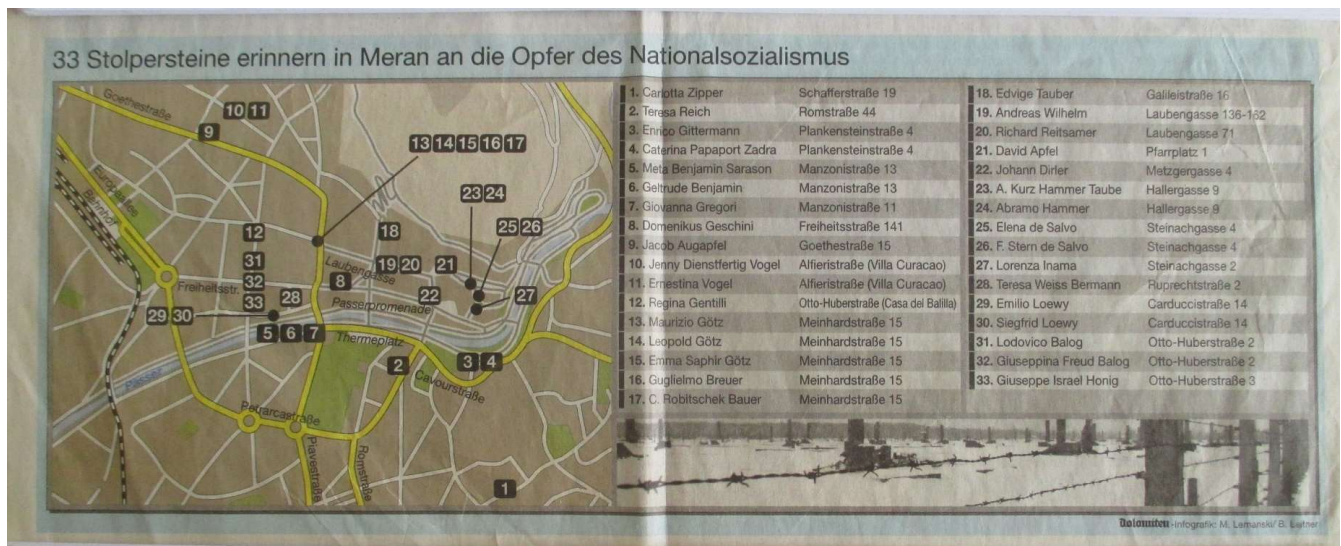 33 Stolpersteine erinnern in Meran an die Opfer des Nationalsozialismus
Goethestraße
10 11
9
13 14 15 16 17
Europaallee
Bahnhof
23 24
25 26
12
18
31
Laubengasse
19 20
21
32
Freiheitsstr.
8
33
28
Passerpromenade
22
27
29 30
5 6 7
Thermeplatz
2
3 4
Cavourstraße
Passer
Petrarcastraße
Piavestraße
Romstraße
1
1. Carlotta Zipper Schafferstraße 19
2. Teresa Reich Romstraße 44
3. Enrico Gittermann Plankensteinstraße 4
4. Caterina Papaport Zadra Plankensteinstraße 4
5. Meta Benjamin Sarason Manzonistraße 13
6. Geltrude Benjamin Manzonistraße 13
7. Giovanna Gregori Manzonistraße 11
8. Domenikus Geschini Freiheitsstraße 141
9. Jacob Augapfel Goethestraße 15
10. Jenny Dienstfertig Vogel Alfieristraße (Villa Curacao)
11. Ernestina Vogel Alfieristraße (Villa Curacao)
12. Regina Gentilli Otto-Huberstraße (Casa del Balilla)
13. Maurizio Götz Meinhardstraße 15
14. Leopold Götz Meinhardstraße 15
15. Emma Saphir Götz Meinhardstraße 15
16. Guglielmo Breuer Meinhardstraße 15
17. C. Robitschek Bauer Meinhardstraße 15
18. Edvige Tauber Galileistraße 16
19. Andreas Wilhelm Laubengasse 136-162
20. Richard Reitsamer Laubengasse 71
21. David Apfel Pfarrplatz 1
22. Johann Dirler Metzgergasse 4
23. A. Kurz Hammer Taube Hallergasse 9
24. Abramo Hammer Hallergasse 9
25. Elena de Salvo Steinachgasse 4
26. F. Stern de Salvo Steinachgasse 4
27. Lorenza Inama Steinachgasse 2
28. Teresa Weiss Bermann Ruprechtstraße 2
29. Emilio Loewy Carduccistraße 14
30. Siegfrid Loewy Carduccistraße 14
31. Lodovico Balog Otto-Huberstraße 2
32. Giuseppina Freud Balog Otto-Huberstraße 2
33. Giuseppe Israel Honig Otto-Huberstraße 3
Dolomiten-Infografik: M. Lemanski/ B. Leitner